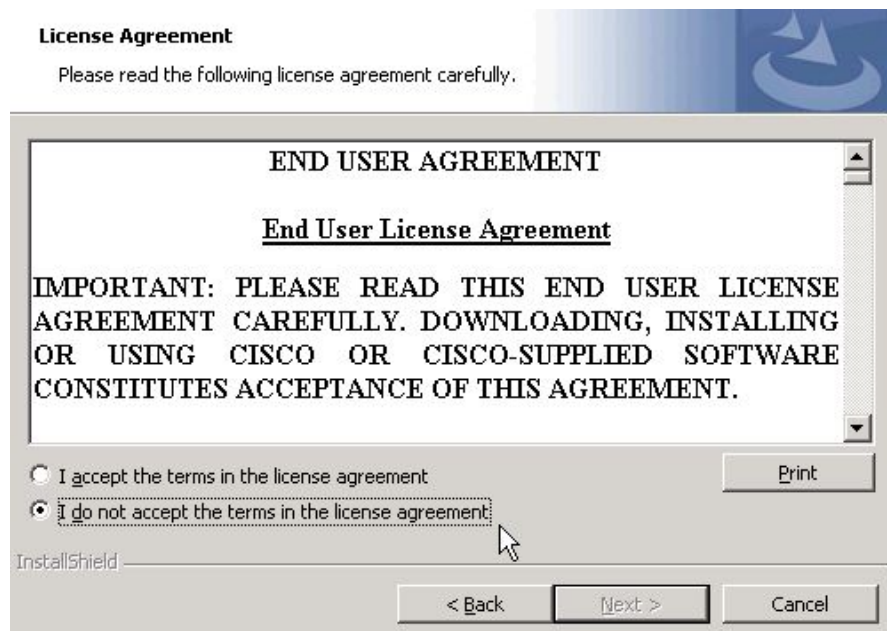 License Agreement
Please read the following license agreement carefully.
END USER AGREEMENT
End User License Agreement
IMPORTANT: PLEASE READ THIS END USER LICENSE
AGREEMENT CAREFULLY. DOWNLOADING, INSTALLING
OR USING CISCO OR CISCO-SUPPLIED SOFTWARE
CONSTITUTES ACCEPTANCE OF THIS AGREEMENT.
I accept the terms in the license agreement
Print
I do not accept the terms in the license agreement
InstallShield
< Back
Next >
Cancel